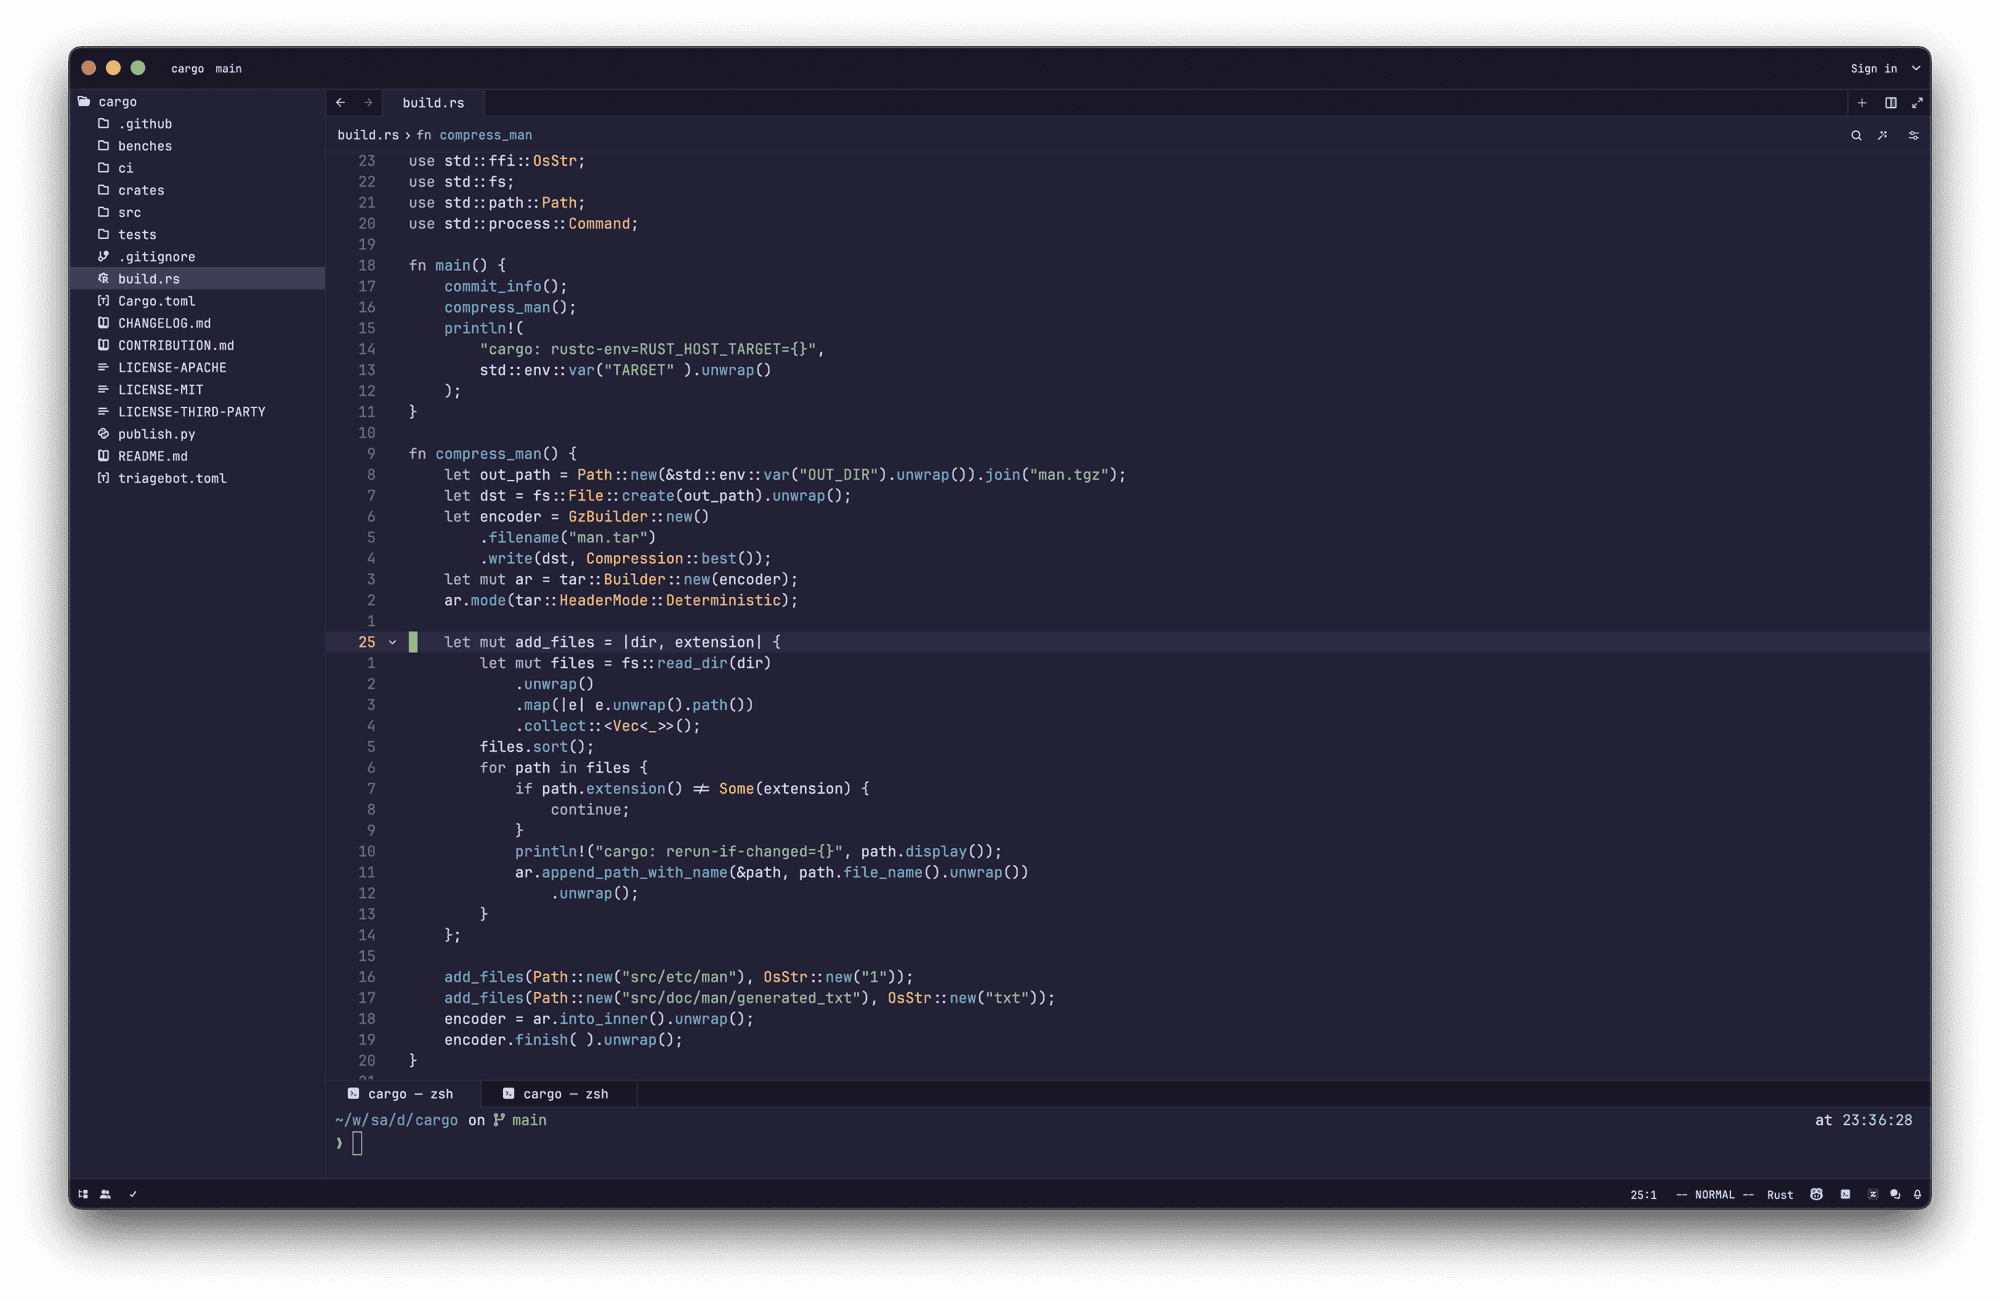 cargo main
Sign in
cargo
.github
benches
ci
crates
src
tests
.gitignore
build.rs
Cargo.toml
CHANGELOG.md
CONTRIBUTION.md
LICENSE-APACHE
LICENSE-MIT
LICENSE-THIRD-PARTY
publish.py
README.md
triagebot.toml
build.rs
build.rs › fn compress_man
23 use std::ffi::OsStr;
22 use std::fs;
21 use std::path::Path;
20 use std::process::Command;
19
18 fn main() {
17     commit_info();
16     compress_man();
15     println!(
14         "cargo: rustc-env=RUST_HOST_TARGET={}",
13         std::env::var("TARGET" ).unwrap()
12     );
11 }
10
9 fn compress_man() {
8     let out_path = Path::new(&std::env::var("OUT_DIR").unwrap()).join("man.tgz");
7     let dst = fs::File::create(out_path).unwrap();
6     let encoder = GzBuilder::new()
5         .filename("man.tar")
4         .write(dst, Compression::best());
3     let mut ar = tar::Builder::new(encoder);
2     ar.mode(tar::HeaderMode::Deterministic);
1
25     let mut add_files = |dir, extension| {
1         let mut files = fs::read_dir(dir)
2             .unwrap()
3             .map(|e| e.unwrap().path())
4             .collect::<Vec<_>>();
5         files.sort();
6         for path in files {
7             if path.extension() != Some(extension) {
8                 continue;
9             }
10             println!("cargo: rerun-if-changed={}", path.display());
11             ar.append_path_with_name(&path, path.file_name().unwrap())
12                 .unwrap();
13         }
14     };
15
16     add_files(Path::new("src/etc/man"), OsStr::new("1"));
17     add_files(Path::new("src/doc/man/generated_txt"), OsStr::new("txt"));
18     encoder = ar.into_inner().unwrap();
19     encoder.finish( ).unwrap();
20 }
21
cargo — zsh
cargo — zsh
~/w/sa/d/cargo on main
at 23:36:28
❯
25:1 -- NORMAL -- Rust